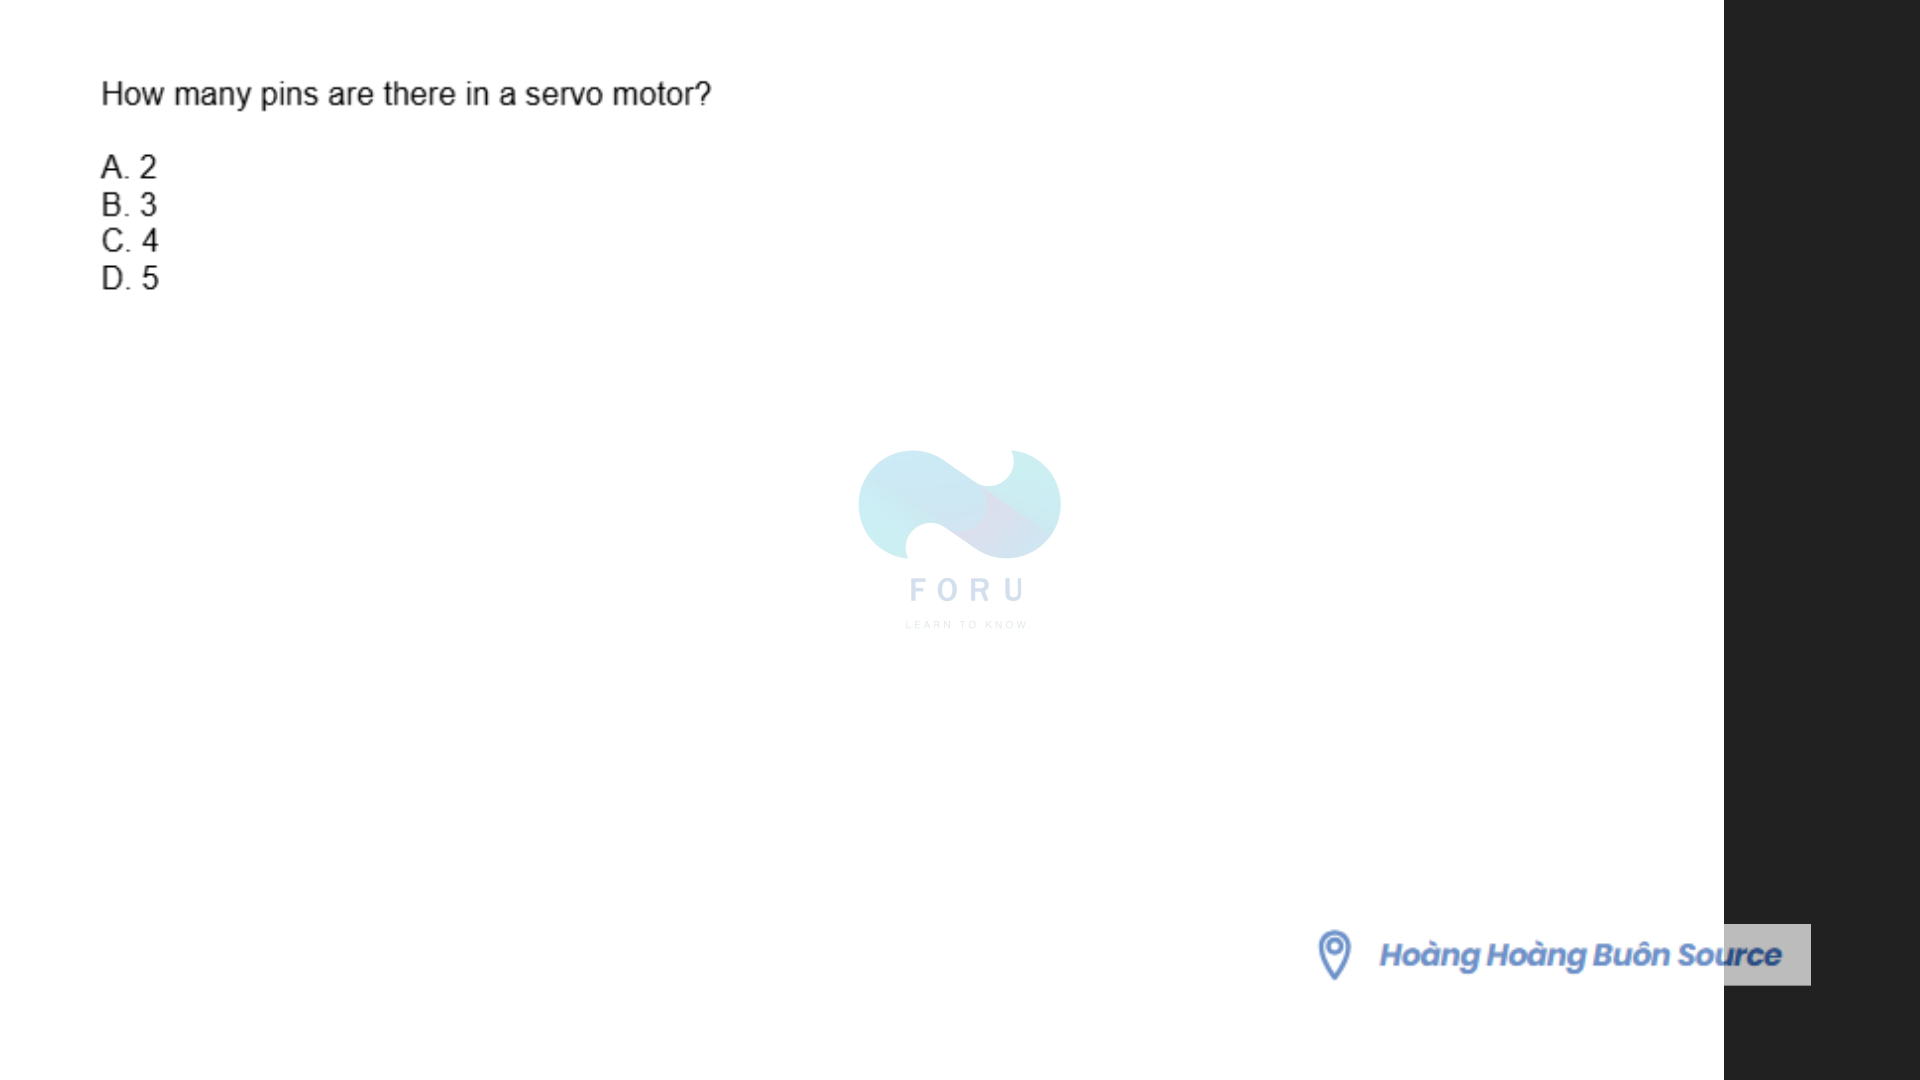 How many pins are there in a servo motor?
A. 2
B. 3
C. 4
D. 5
FORU
LEARN TO KNOW
Hoàng Hoàng Buôn Source